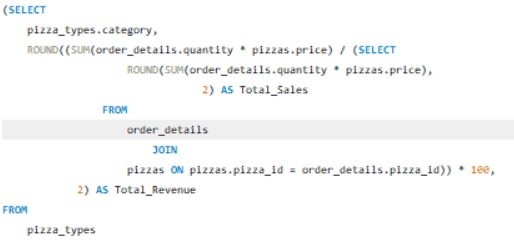 (SELECT
pizza_types.category,
ROUND((SUM(order_details.quantity * pizzas.price) / (SELECT
ROUND(SUM(order_details.quantity * pizzas.price),
2) AS Total_Sales
FROM
order_details
JOIN
pizzas ON pizzas.pizza_id = order_details.pizza_id)) * 100,
2) AS Total_Revenue
FROM
pizza_types